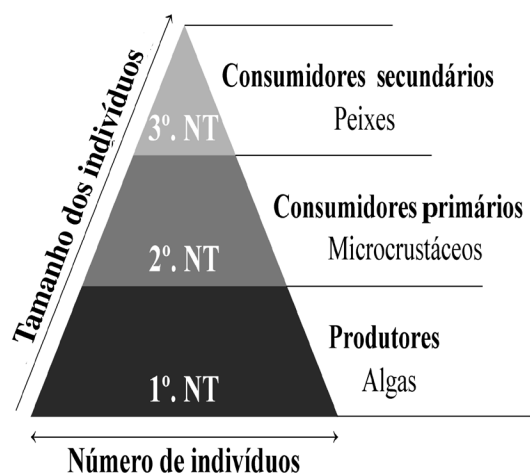 Tamanho dos indivíduos
3º. NT
Consumidores secundários
Peixes
2º. NT
Consumidores primários
Microcrustáceos
1º. NT
Produtores
Algas
Número de indivíduos